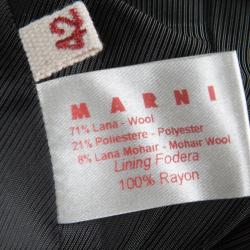 42
MARNI
71% Lana - Wool
21% Poliestere - Polyester
8% Lana Mohair - Mohair Wool
Lining Fodera
100% Rayon